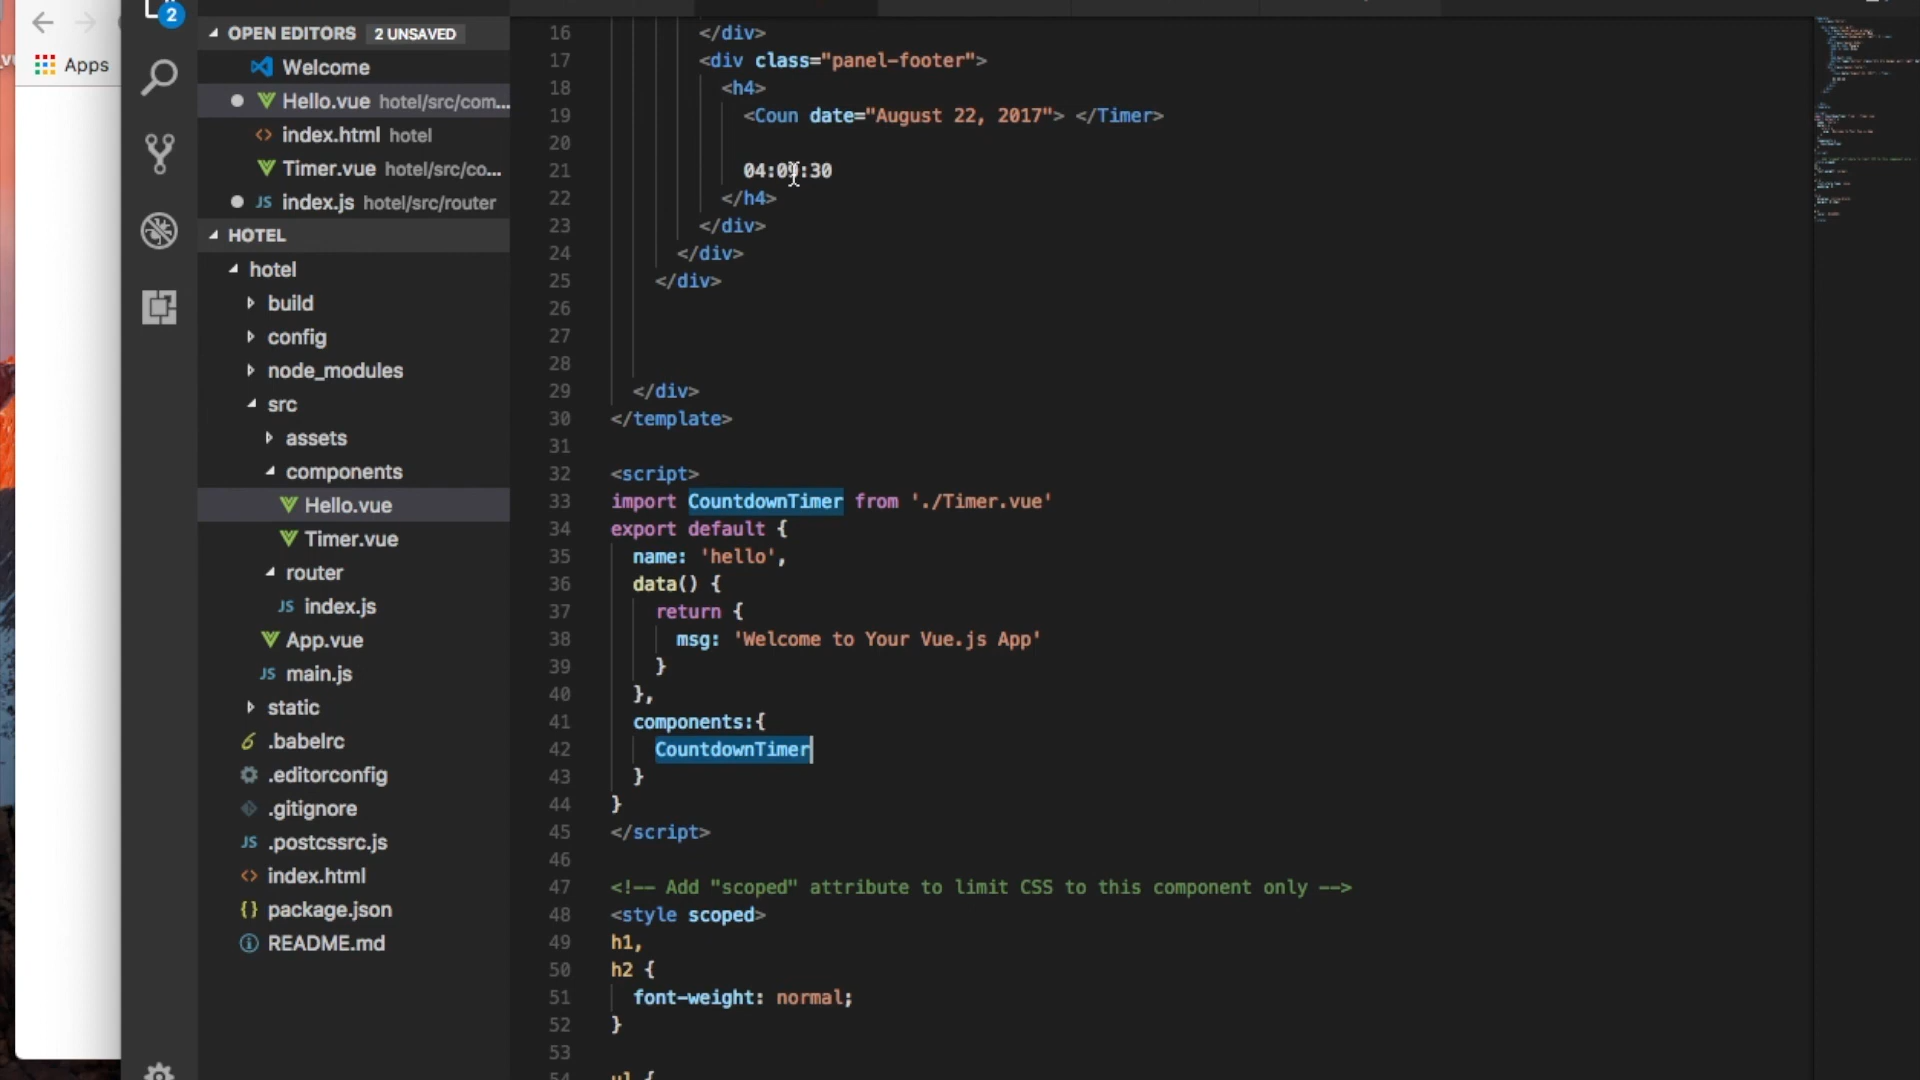 2
Apps
OPEN EDITORS 2 UNSAVED
Welcome
Hello.vue hotel/src/com...
index.html hotel
Timer.vue hotel/src/co...
JS index.js hotel/src/router
HOTEL
hotel
build
config
node_modules
src
assets
components
Hello.vue
Timer.vue
router
JS index.js
App.vue
JS main.js
static
.babelrc
.editorconfig
.gitignore
JS .postcssrc.js
<> index.html
{} package.json
README.md
16 </div>
17 <div class="panel-footer">
18 <h4>
19 <Coun date="August 22, 2017"> </Timer>
20
21 04:09:30
22 </h4>
23 </div>
24 </div>
25 </div>
26
27
28
29 </div>
30 </template>
31
32 <script>
33 import CountdownTimer from './Timer.vue'
34 export default {
35 name: 'hello',
36 data() {
37 return {
38 msg: 'Welcome to Your Vue.js App'
39 }
40 },
41 components:{
42 CountdownTimer
43 }
44 }
45 </script>
46
47 <!-- Add "scoped" attribute to limit CSS to this component only -->
48 <style scoped>
49 h1,
50 h2 {
51 font-weight: normal;
52 }
53
54 ul {